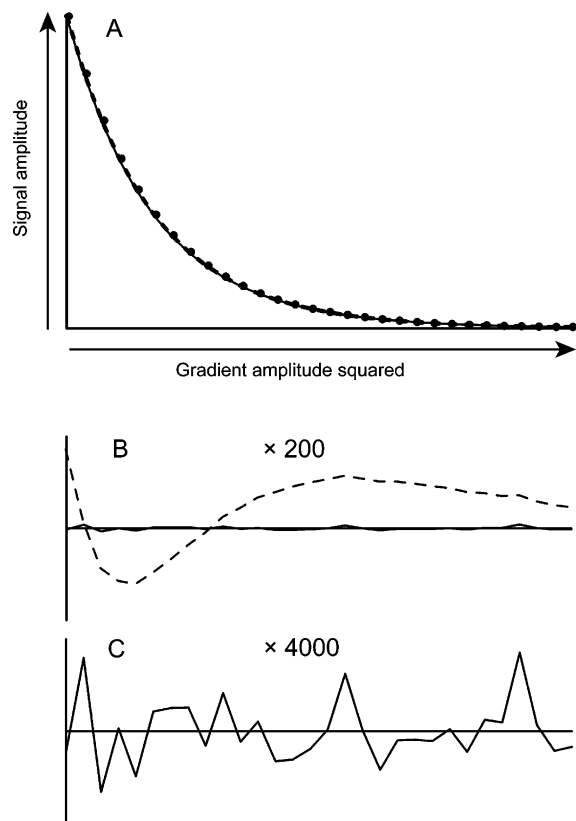 A
Signal amplitude
Gradient amplitude squared
B
× 200
C
× 4000